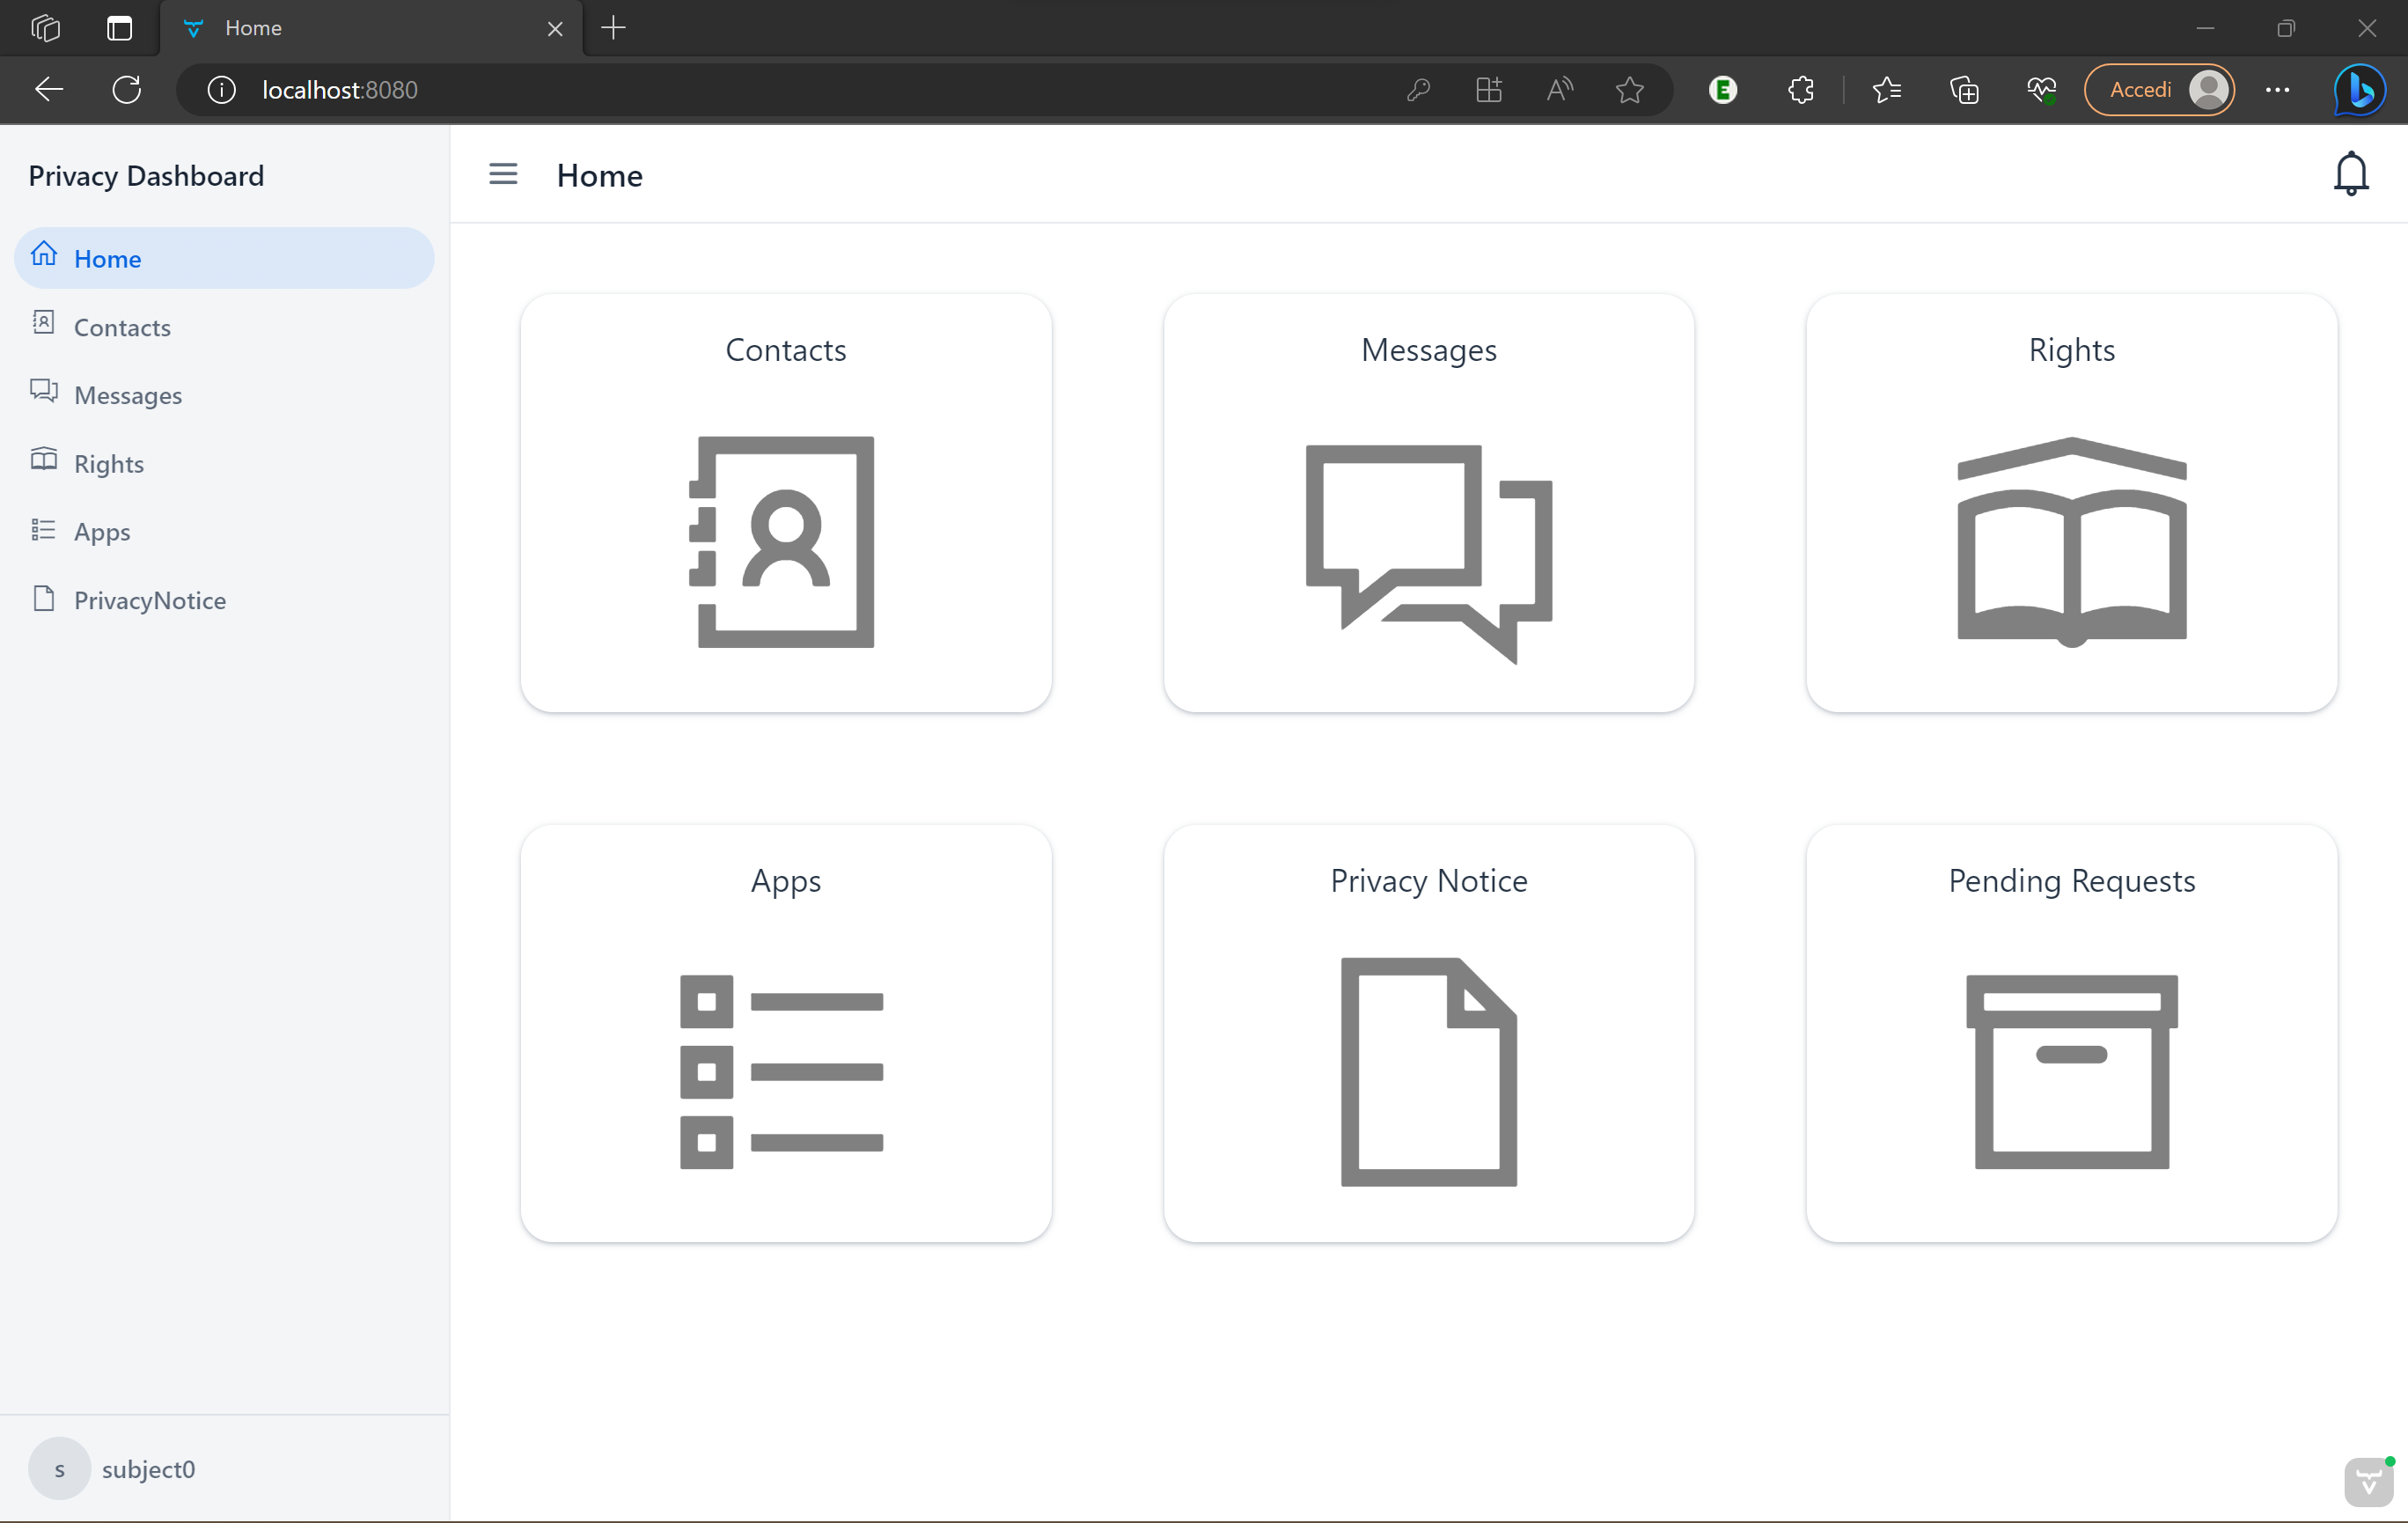 Home
localhost:8080
Accedi
Privacy Dashboard
Home
Home
Contacts
Messages
Rights
Apps
PrivacyNotice
Contacts
Messages
Rights
Apps
Privacy Notice
Pending Requests
s
subject0